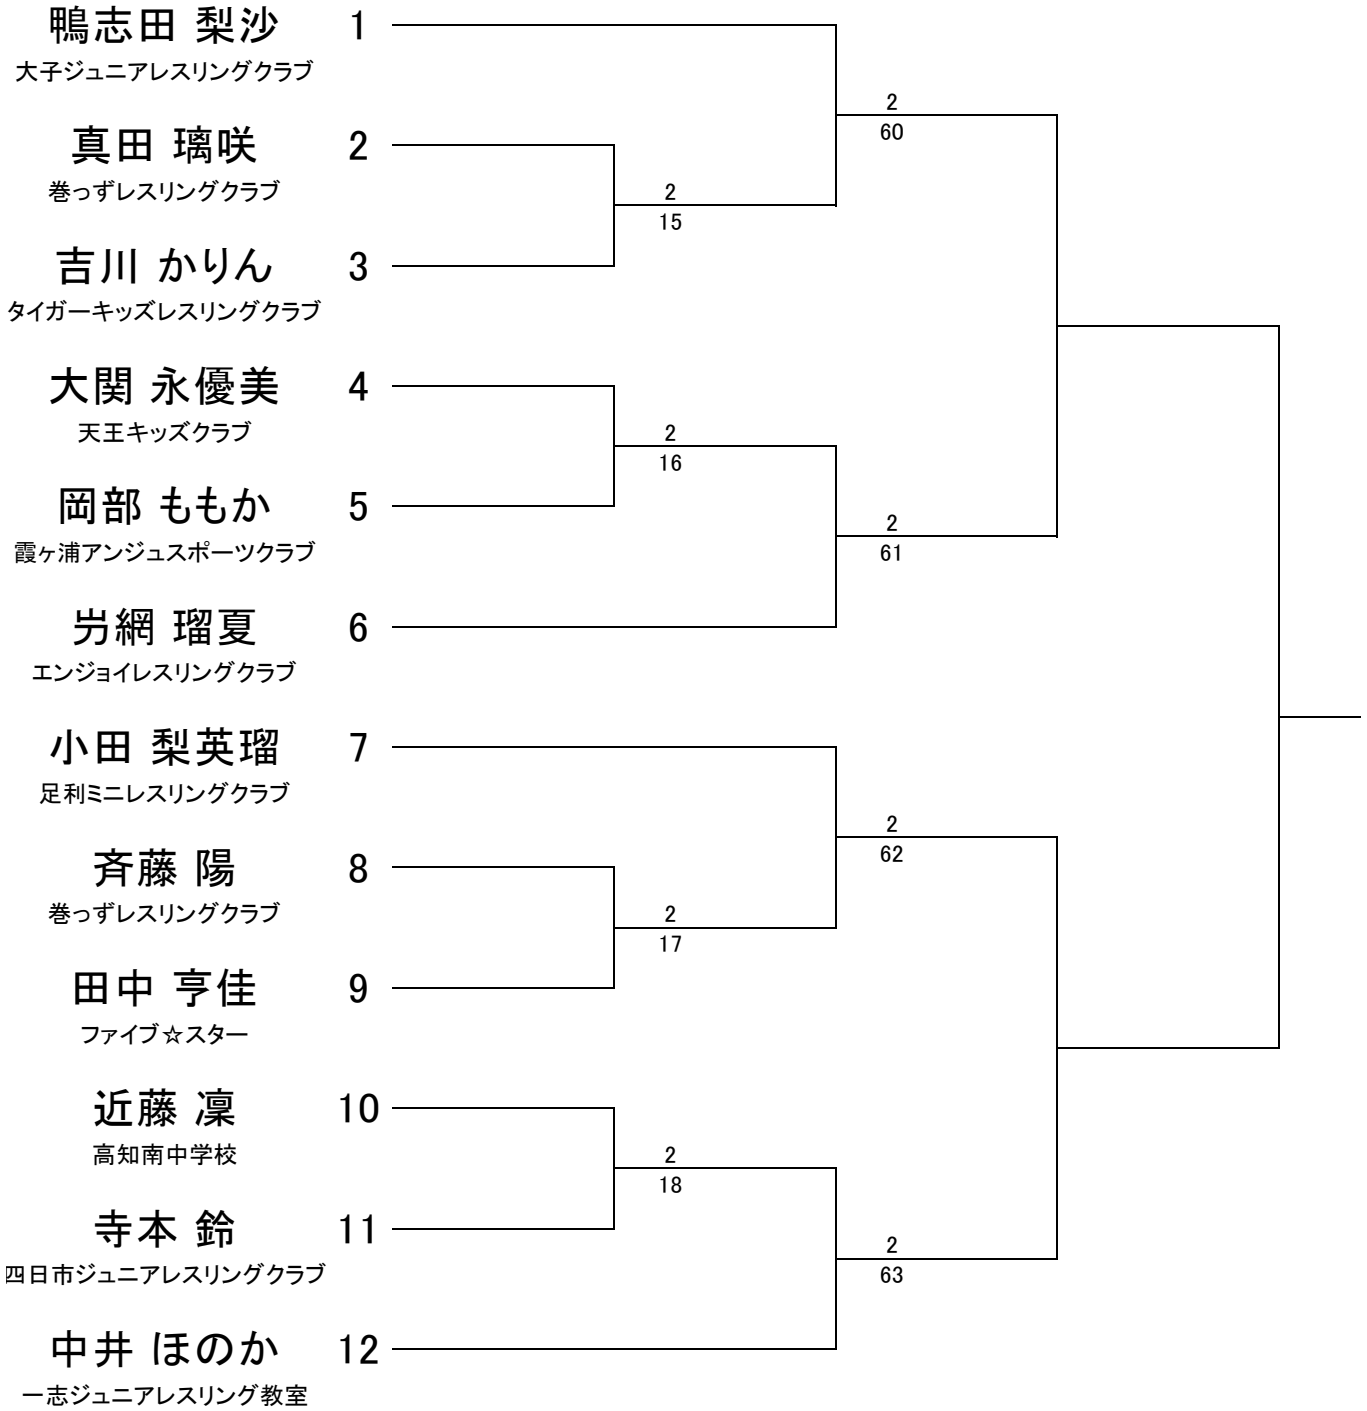 鴨志田 梨沙 1
大子ジュニアレスリングクラブ
2
60
真田 璃咲 2
巻っずレスリングクラブ
2
15
吉川 かりん 3
タイガーキッズレスリングクラブ
大関 永優美 4
天王キッズクラブ
2
16
岡部 ももか 5
霞ヶ浦アンジュスポーツクラブ
2
61
屶網 瑠夏 6
エンジョイレスリングクラブ
小田 梨英瑠 7
足利ミニレスリングクラブ
2
62
斉藤 陽 8
巻っずレスリングクラブ
2
17
田中 亨佳 9
ファイブ☆スター
近藤 凜 10
高知南中学校
2
18
寺本 鈴 11
四日市ジュニアレスリングクラブ
2
63
中井 ほのか 12
一志ジュニアレスリング教室